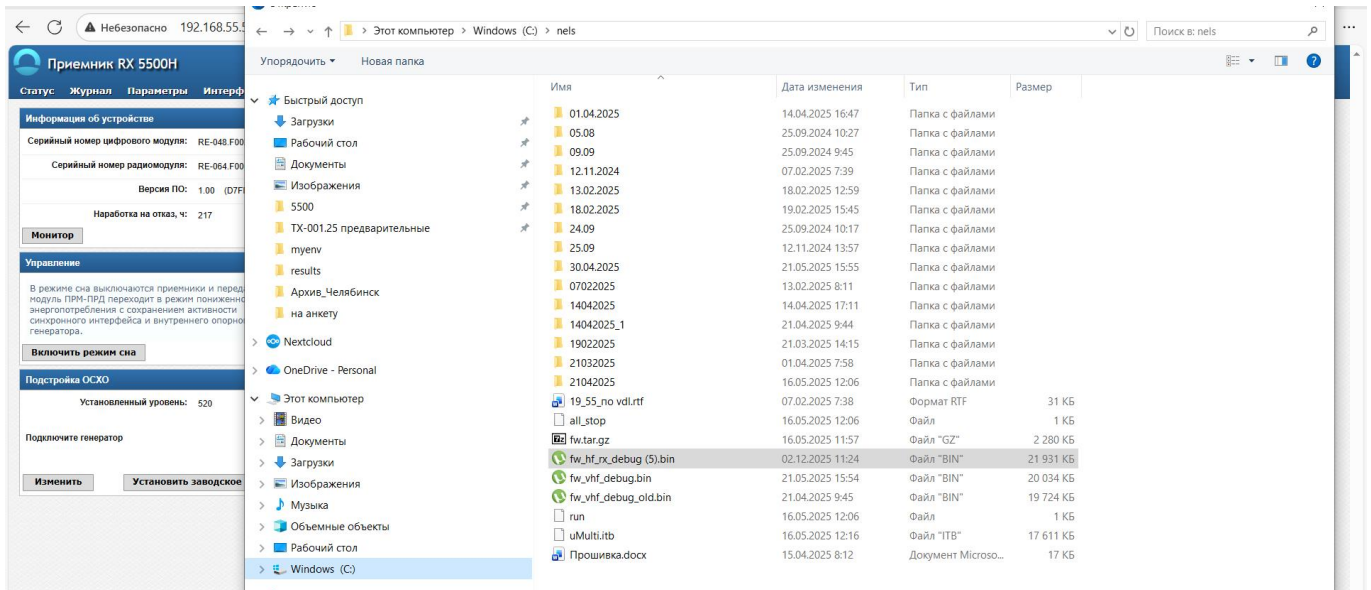 Небезопасно 192.168.55.5
Приемник RX 5500Н
Статус Журнал Параметры Интерф
Информация об устройстве
Серийный номер цифрового модуля: RE-048.F00
Серийный номер радиомодуля: RE-064.F00
Версия ПО: 1.00 (D7F
Наработка на отказ, ч: 217
Монитор
Управление
В режиме сна выключаются приемники и перед
модуль ПРМ-ПРД переходит в режим пониженно
энергопотребления с сохранением активности
синхронного интерфейса и внутреннего опорно
генератора.
Включить режим сна
Подстройка ОСХО
Установленный уровень: 520
Подключите генератор
Изменить Установить заводское
Этот компьютер > Windows (C:) > nels
Поиск в: nels
Упорядочить Новая папка
Быстрый доступ
Загрузки
Рабочий стол
Документы
Изображения
5500
TX-001.25 предварительные
myenv
results
Архив_Челябинск
на анкету
Nextcloud
OneDrive - Personal
Этот компьютер
Видео
Документы
Загрузки
Изображения
Музыка
Объемные объекты
Рабочий стол
Windows (C:)
Имя Дата изменения Тип Размер
01.04.2025 14.04.2025 16:47 Папка с файлами
05.08 25.09.2024 10:27 Папка с файлами
09.09 25.09.2024 9:45 Папка с файлами
12.11.2024 07.02.2025 7:39 Папка с файлами
13.02.2025 18.02.2025 12:59 Папка с файлами
18.02.2025 19.02.2025 15:45 Папка с файлами
24.09 25.09.2024 10:17 Папка с файлами
25.09 12.11.2024 13:57 Папка с файлами
30.04.2025 21.05.2025 15:55 Папка с файлами
07022025 13.02.2025 8:11 Папка с файлами
14042025 14.04.2025 17:11 Папка с файлами
14042025_1 21.04.2025 9:44 Папка с файлами
19022025 21.03.2025 14:15 Папка с файлами
21032025 01.04.2025 7:58 Папка с файлами
21042025 16.05.2025 12:06 Папка с файлами
19_55_по vdl.rtf 07.02.2025 7:38 Формат RTF 31 КБ
all_stop 16.05.2025 12:06 Файл 1 КБ
fw.tar.gz 16.05.2025 11:57 Файл "GZ" 2 280 КБ
fw_hf_rx_debug (5).bin 02.12.2025 11:24 Файл "BIN" 21 931 КБ
fw_vhf_debug.bin 21.05.2025 15:54 Файл "BIN" 20 034 КБ
fw_vhf_debug_old.bin 21.04.2025 9:45 Файл "BIN" 19 724 КБ
run 16.05.2025 12:06 Файл 1 КБ
uMulti.itb 16.05.2025 12:16 Файл "ITB" 17 611 КБ
Прошивка.docx 15.04.2025 8:12 Документ Microso... 17 КБ